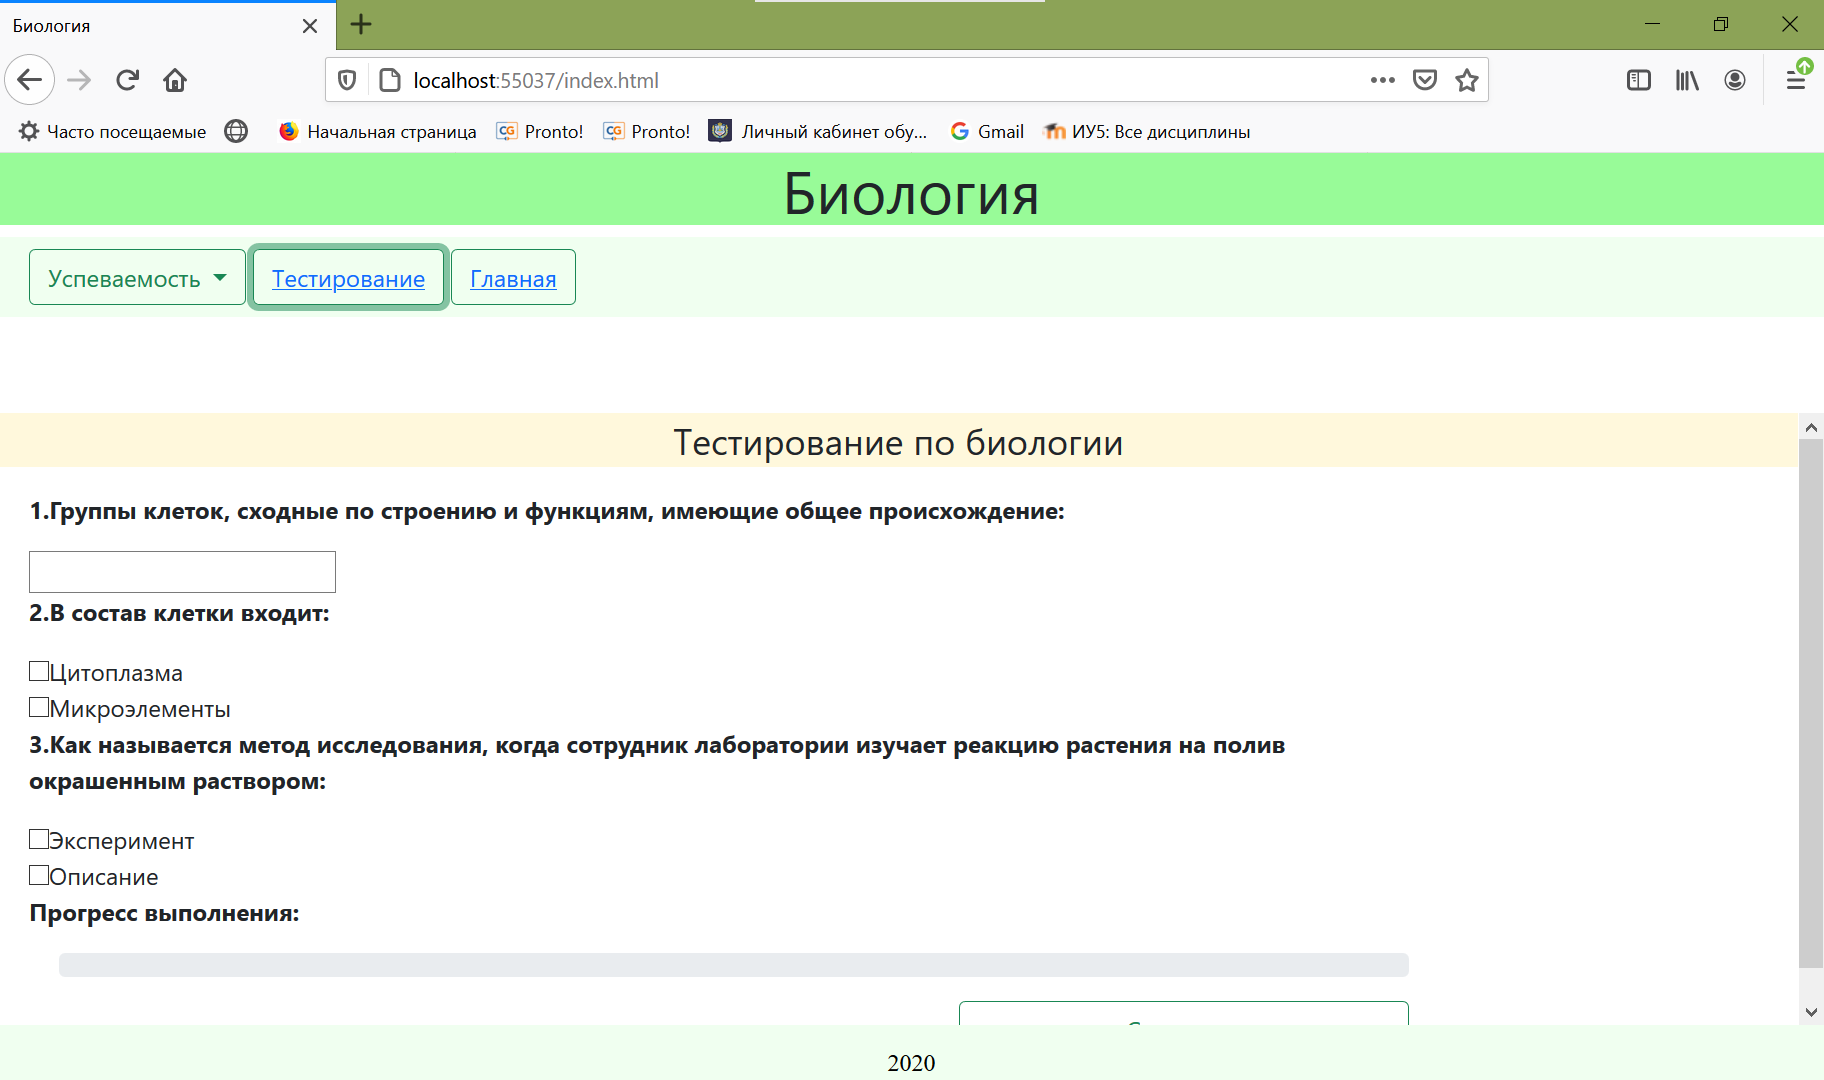 Биология
localhost:55037/index.html
Часто посещаемые
Начальная страница
Pronto!
Pronto!
Личный кабинет обу...
Gmail
ИУ5: Все дисциплины
Биология
Успеваемость
Тестирование
Главная
Тестирование по биологии
1.Группы клеток, сходные по строению и функциям, имеющие общее происхождение:
2.В состав клетки входит:
Цитоплазма
Микроэлементы
3.Как называется метод исследования, когда сотрудник лаборатории изучает реакцию растения на полив
окрашенным раствором:
Эксперимент
Описание
Прогресс выполнения:
2020